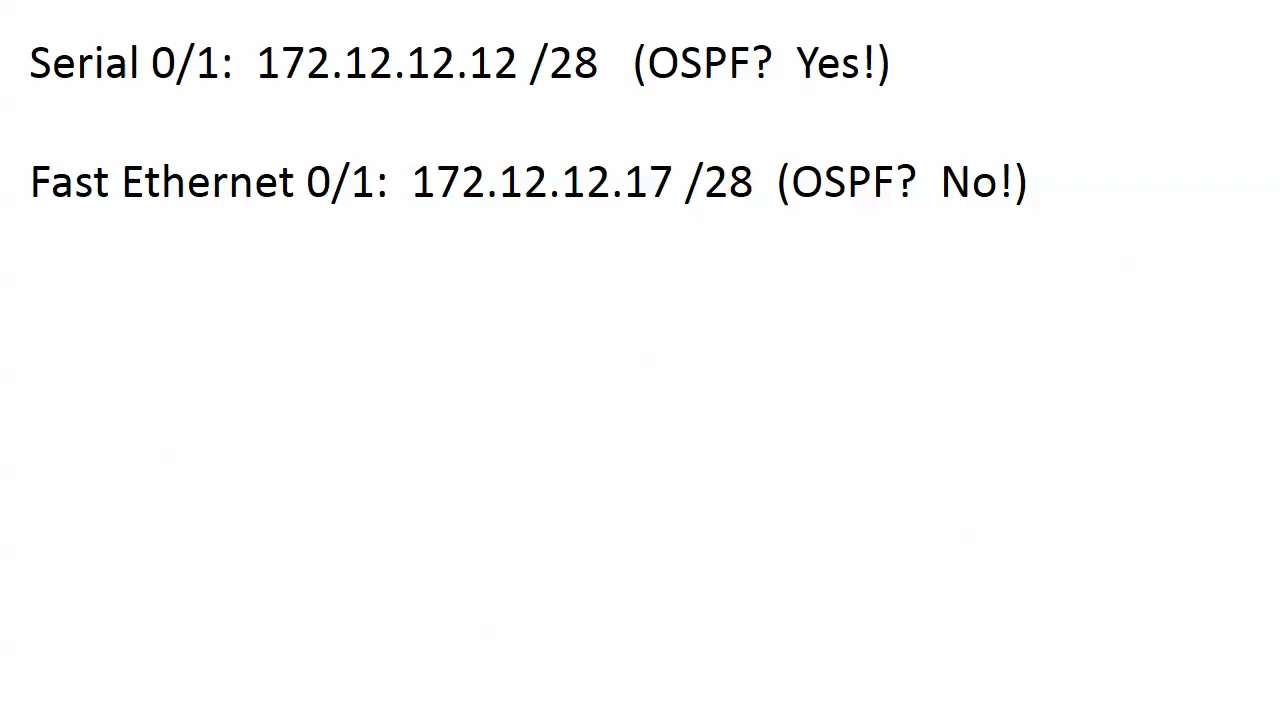 Serial 0/1:  172.12.12.12 /28   (OSPF?  Yes!)
Fast Ethernet 0/1:  172.12.12.17 /28  (OSPF?  No!)